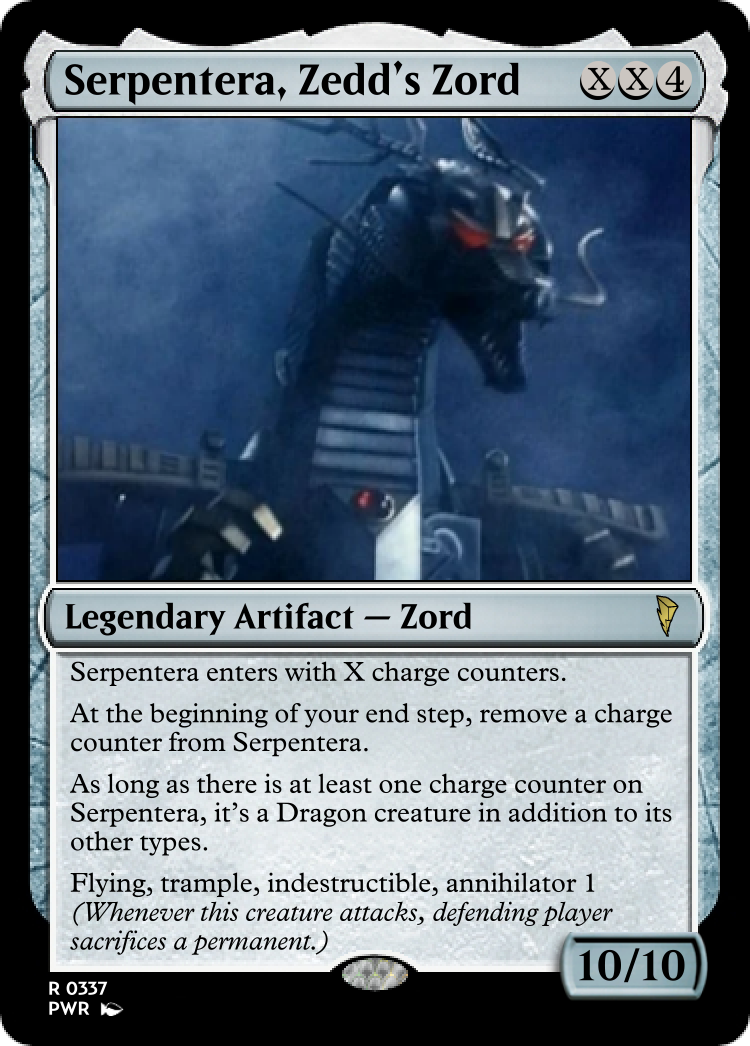 Serpentera, Zedd's Zord XX4
Legendary Artifact — Zord
Serpentera enters with X charge counters.
At the beginning of your end step, remove a charge
counter from Serpentera.
As long as there is at least one charge counter on
Serpentera, it's a Dragon creature in addition to its
other types.
Flying, trample, indestructible, annihilator 1
(Whenever this creature attacks, defending player
sacrifices a permanent.)
10/10
R 0337
PWR